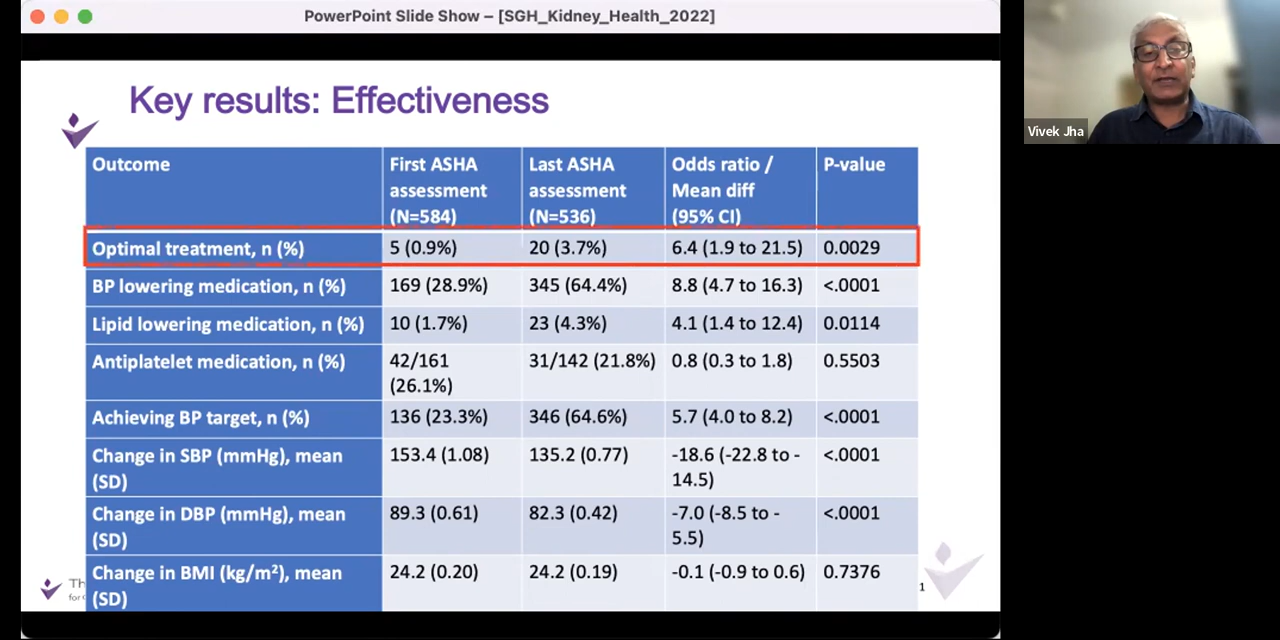 PowerPoint Slide Show – [SGH_Kidney_Health_2022]
Key results: Effectiveness
Outcome
First ASHA
assessment
(N=584)
Last ASHA
assessment
(N=536)
Odds ratio /
Mean diff
(95% CI)
P-value
Optimal treatment, n (%)
5 (0.9%)
20 (3.7%)
6.4 (1.9 to 21.5)
0.0029
BP lowering medication, n (%)
169 (28.9%)
345 (64.4%)
8.8 (4.7 to 16.3)
<.0001
Lipid lowering medication, n (%)
10 (1.7%)
23 (4.3%)
4.1 (1.4 to 12.4)
0.0114
Antiplatelet medication, n (%)
42/161
(26.1%)
31/142 (21.8%)
0.8 (0.3 to 1.8)
0.5503
Achieving BP target, n (%)
136 (23.3%)
346 (64.6%)
5.7 (4.0 to 8.2)
<.0001
Change in SBP (mmHg), mean
(SD)
153.4 (1.08)
135.2 (0.77)
-18.6 (-22.8 to -
14.5)
<.0001
Change in DBP (mmHg), mean
(SD)
89.3 (0.61)
82.3 (0.42)
-7.0 (-8.5 to -
5.5)
<.0001
Change in BMI (kg/m²), mean
(SD)
24.2 (0.20)
24.2 (0.19)
-0.1 (-0.9 to 0.6)
0.7376
Th
for
1
Vivek Jha